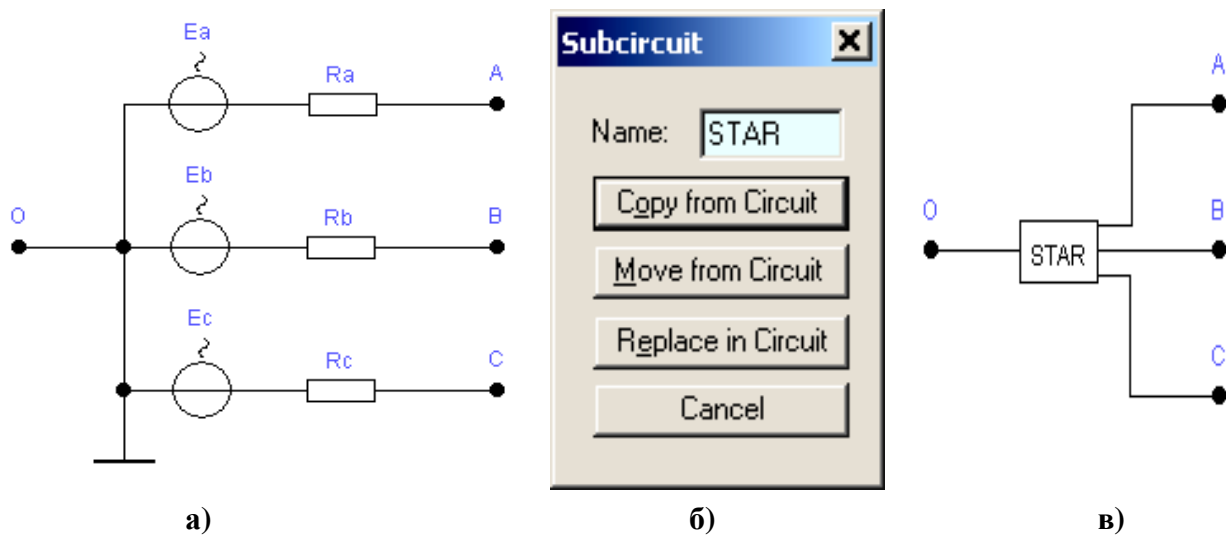 Ea
Ra
A
Eb
O
Rb
B
Ec
Rc
C
Subcircuit
Name: STAR
Copy from Circuit
Move from Circuit
Replace in Circuit
Cancel
A
O
B
STAR
C
а)
б)
в)